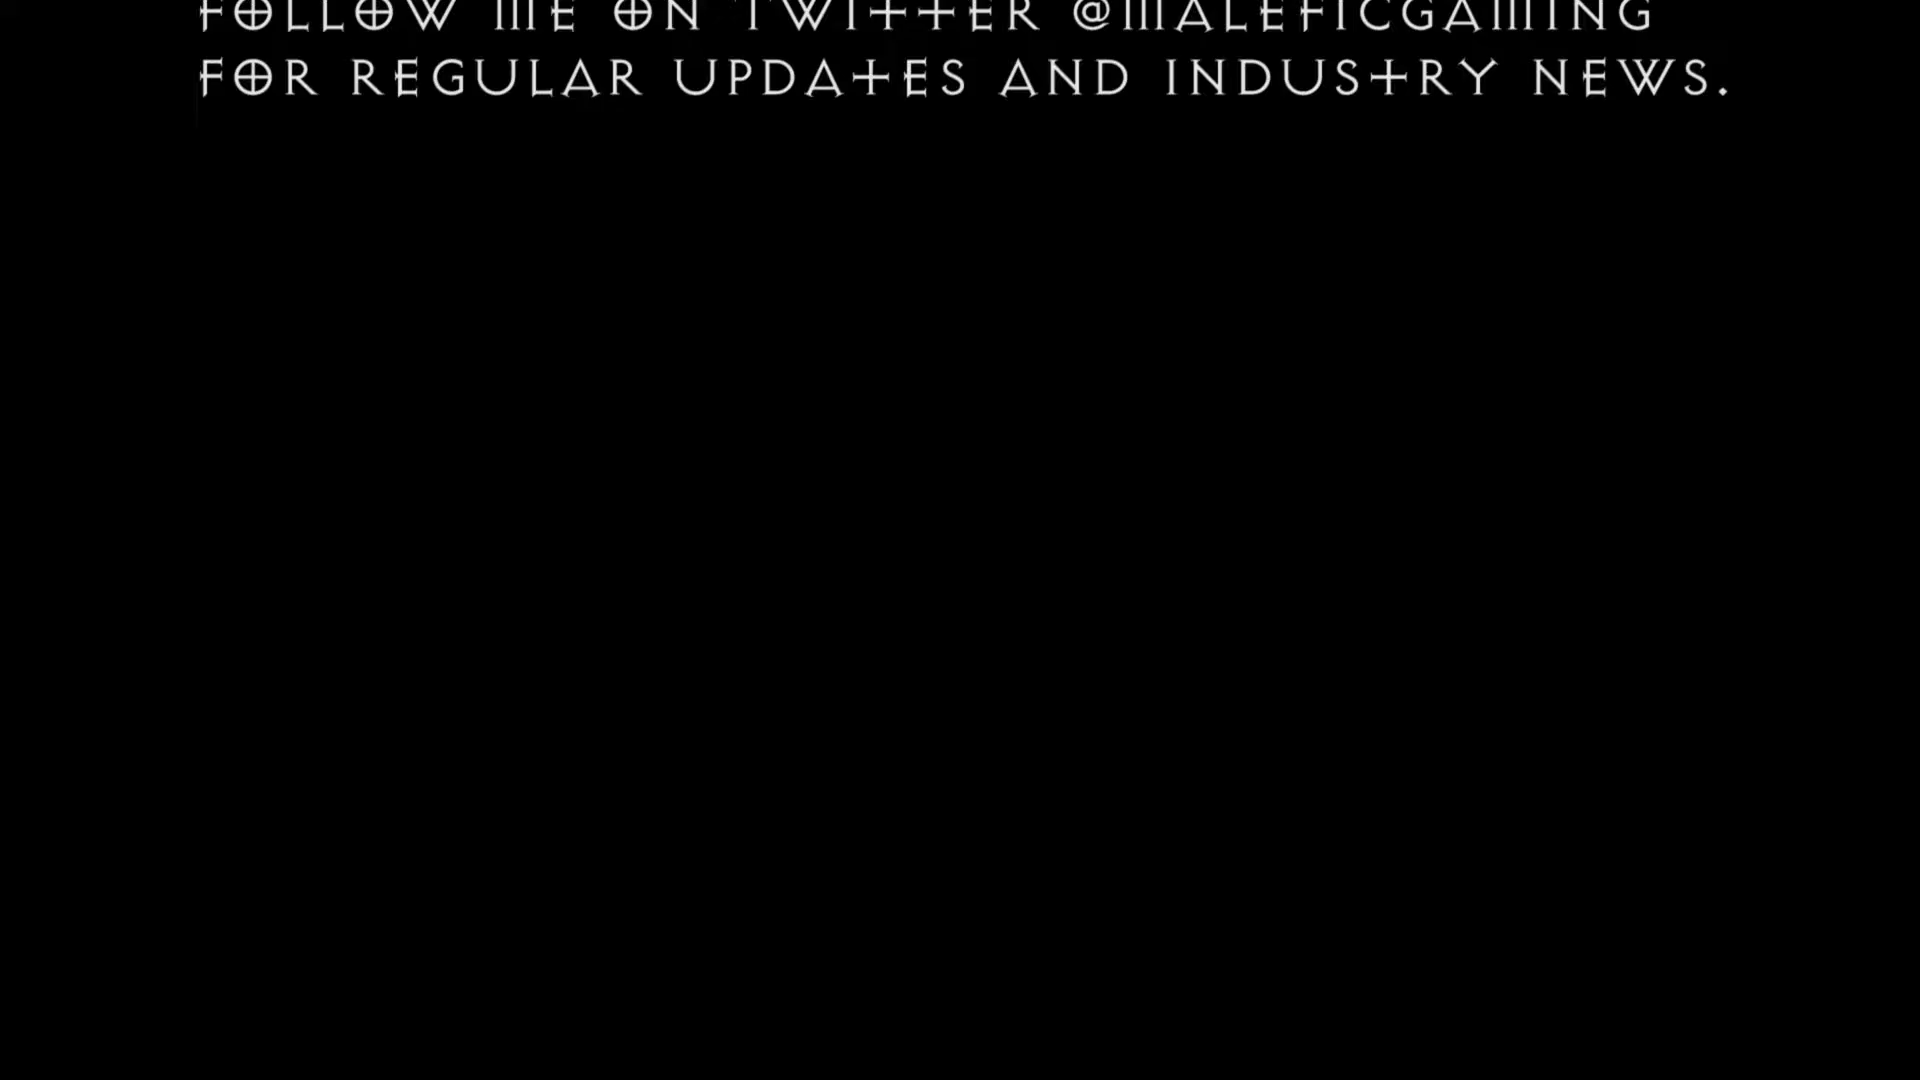 FOLLOW ME ON TWITTER @MALEFICGAMING
FOR REGULAR UPDATES AND INDUSTRY NEWS.